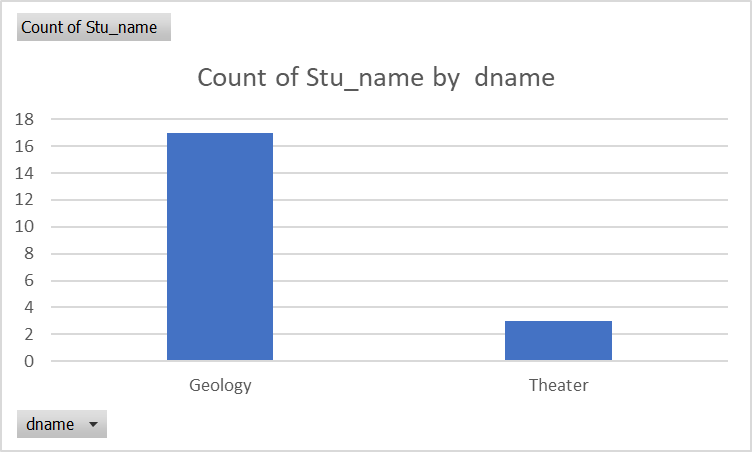 Count of Stu_name
Count of Stu_name by  dname
18
16
14
12
10
8
6
4
2
0
Geology
Theater
dname